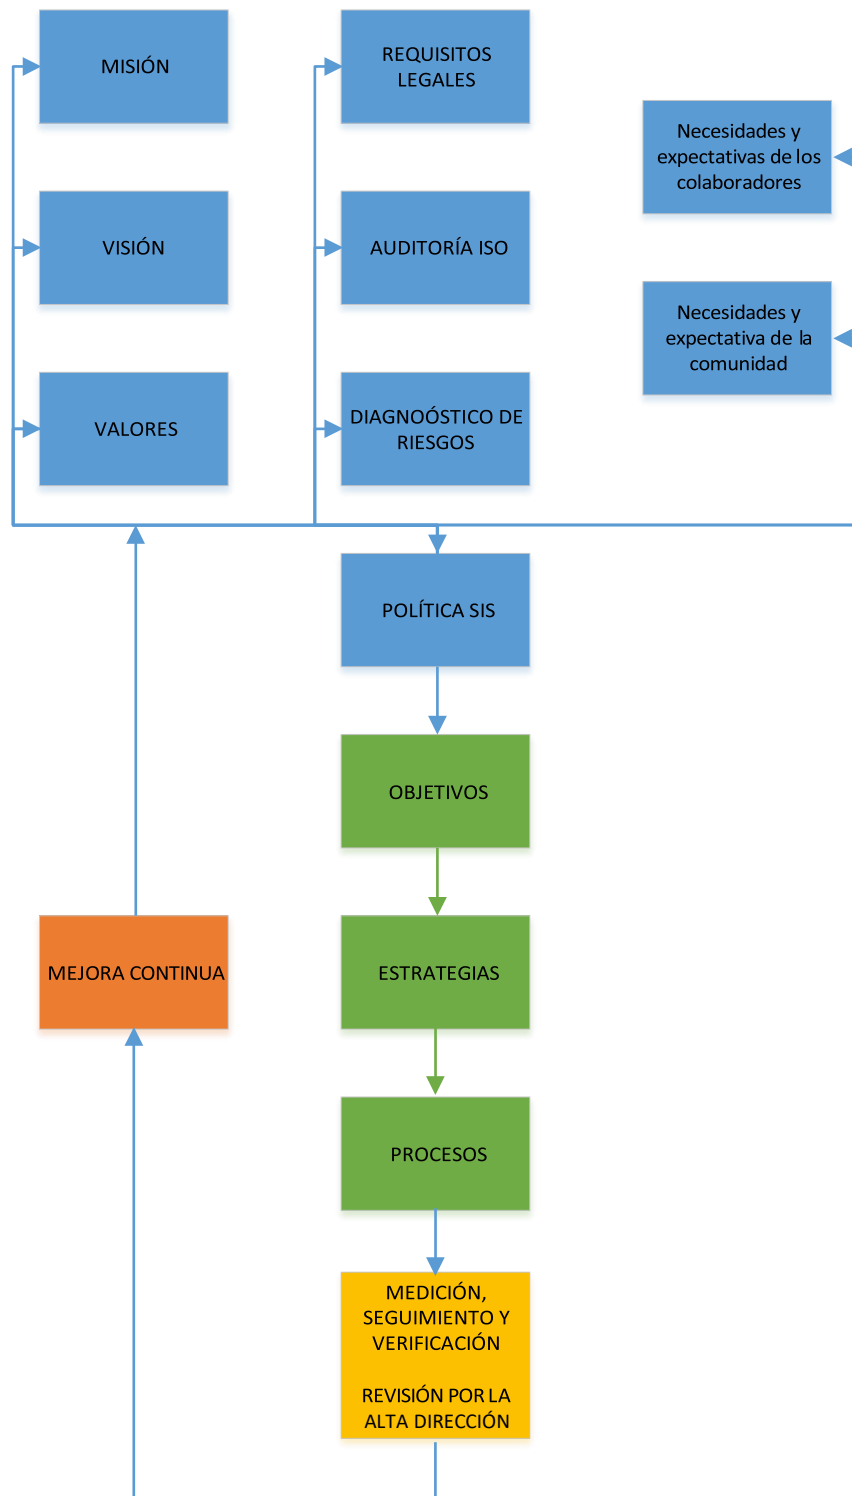 MISIÓN
REQUISITOS
LEGALES
Necesidades y
expectativas de los
colaboradores
VISIÓN
AUDITORÍA ISO
Necesidades y
expectativa de la
comunidad
VALORES
DIAGNOÓSTICO DE
RIESGOS
POLÍTICA SIS
OBJETIVOS
MEJORA CONTINUA
ESTRATEGIAS
PROCESOS
MEDICIÓN,
SEGUIMIENTO Y
VERIFICACIÓN
REVISIÓN POR LA
ALTA DIRECCIÓN